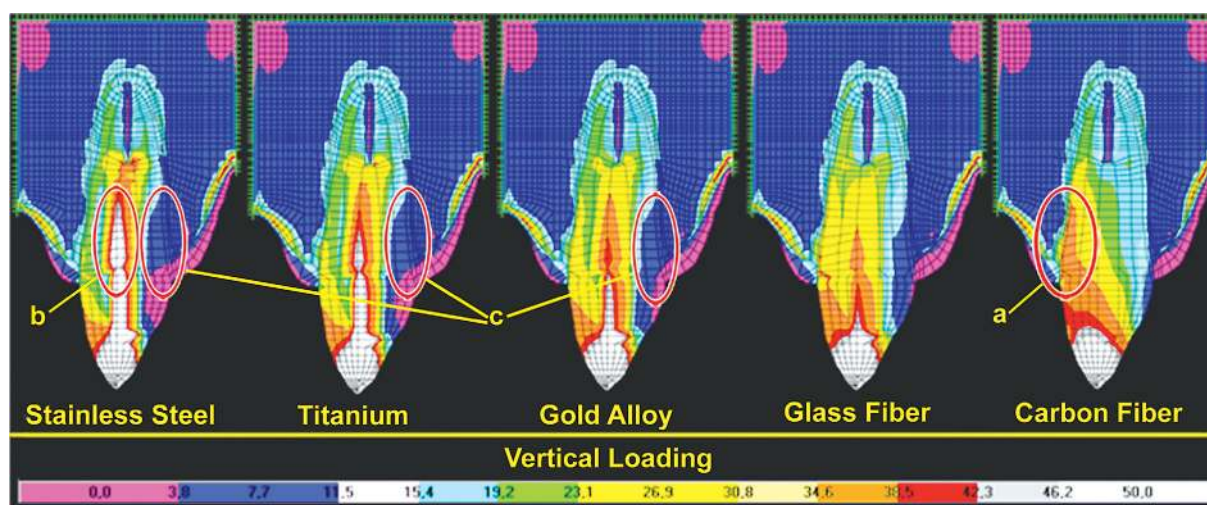 b
c
a
Stainless Steel
Titanium
Gold Alloy
Glass Fiber
Carbon Fiber
Vertical Loading
0,0 3,8 7,7 11,5 15,4 19,2 23,1 26,9 30,8 34,6 38,5 42,3 46,2 50,0